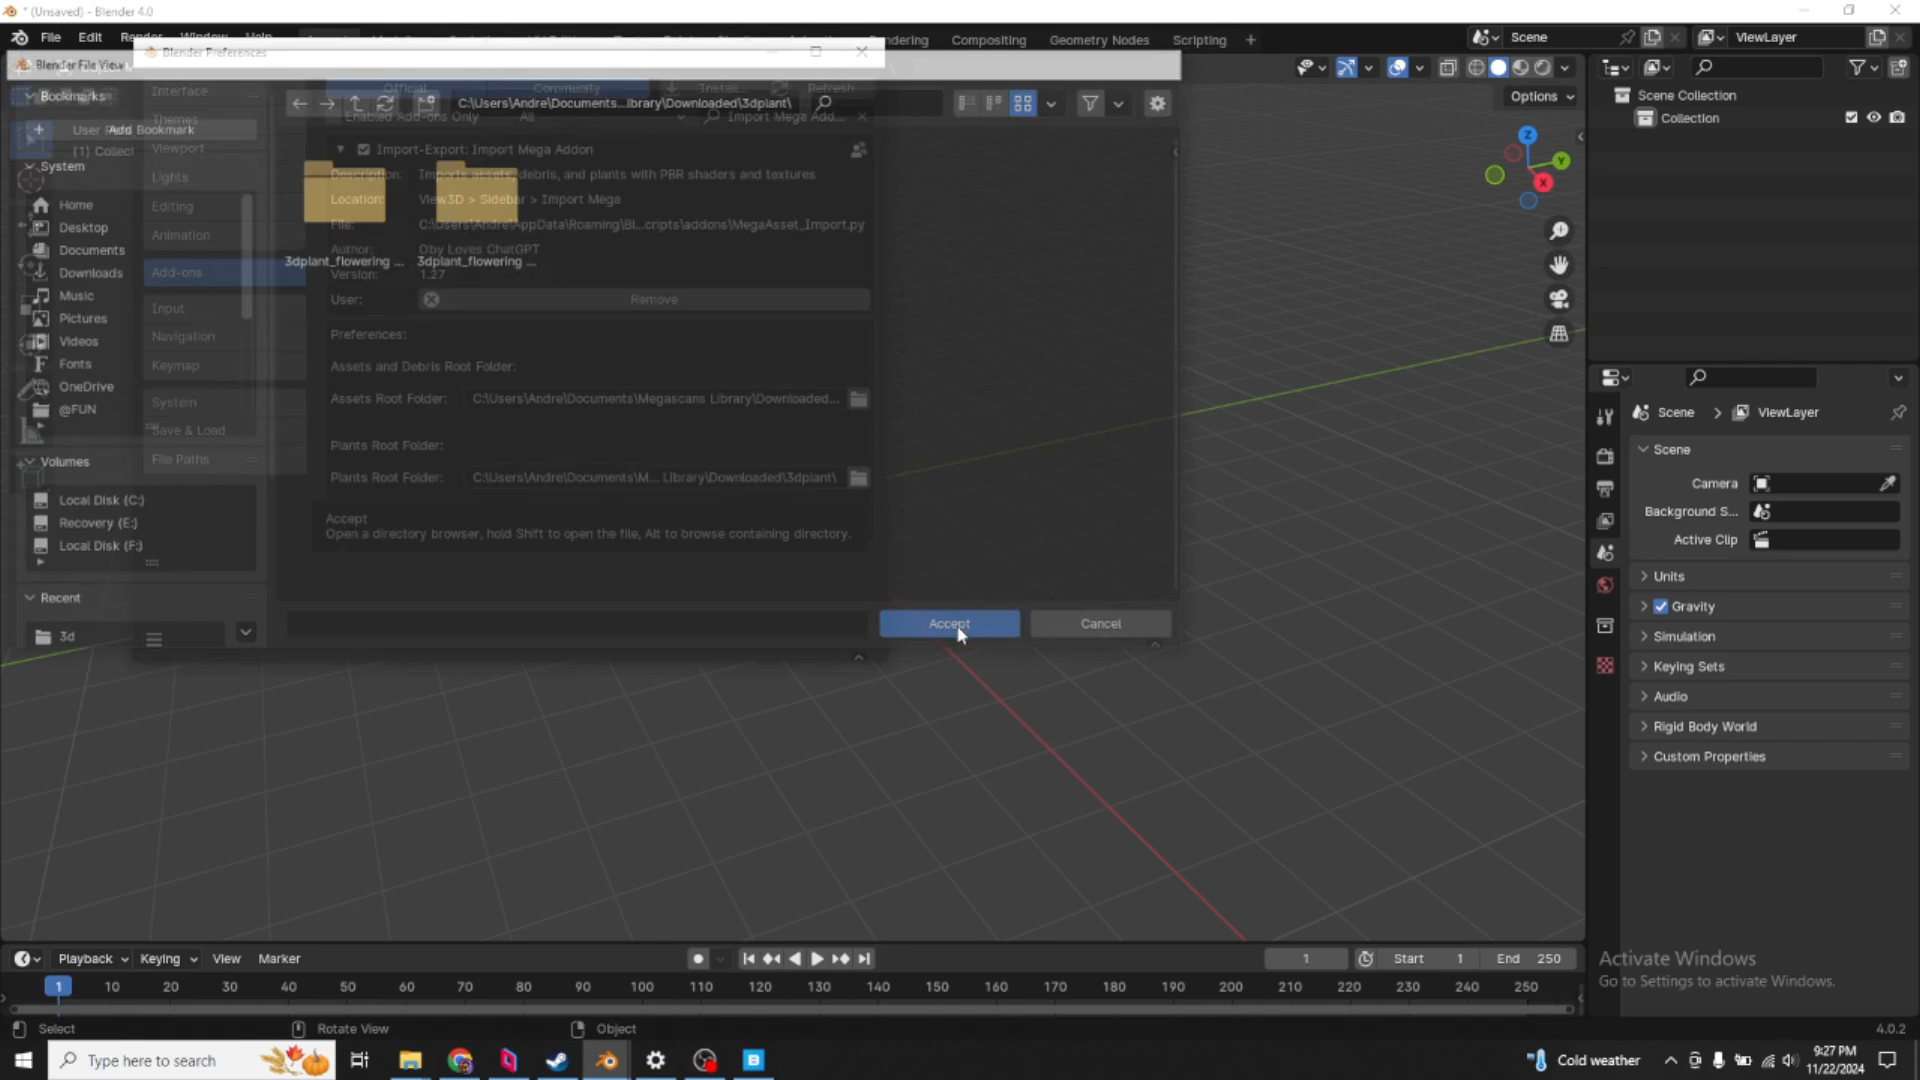 * (Unsaved) - Blender 4.0
File Edit Render Window Help
Compositing Geometry Nodes Scripting +
Scene
ViewLayer
Blender Preferences
Blender File View
Official Community Install... Refresh
C:\Users\Andre\Documents...ibrary\Downloaded\3dplant\
Enabled Add-ons Only All Import Mega Add...
Bookmarks
Add Bookmark
(1) Collect
System
Home
Desktop
Documents
Downloads
Music
Pictures
Videos
Fonts
OneDrive
@FUN
Volumes
Local Disk (C:)
Recovery (E:)
Local Disk (F:)
Recent
3d
Interface
Themes
Viewport
Lights
Editing
Animation
Add-ons
Input
Navigation
Keymap
System
Save & Load
File Paths
Import-Export: Import Mega Addon
Description: Imports assets, debris, and plants with PBR shaders and textures
Location: View3D > Sidebar > Import Mega
File: C:\Users\Andre\AppData\Roaming\Bl...cripts\addons\MegaAsset_Import.py
Author: Oby Loves ChatGPT
3dplant_flowering ... 3dplant_flowering ...
Version: 1.27
User: Remove
Preferences:
Assets and Debris Root Folder:
Assets Root Folder: C:\Users\Andre\Documents\Megascans Library\Downloaded...
Plants Root Folder:
Plants Root Folder: C:\Users\Andre\Documents\M... Library\Downloaded\3dplant\
Accept
Open a directory browser, hold Shift to open the file, Alt to browse containing directory.
Accept Cancel
Options
Z
Y
X
Scene Collection
Collection
Scene > ViewLayer
Scene
Camera
Background S...
Active Clip
Units
Gravity
Simulation
Keying Sets
Audio
Rigid Body World
Custom Properties
Activate Windows
Go to Settings to activate Windows.
Playback Keying View Marker
1 Start 1 End 250
1 10 20 30 40 50 60 70 80 90 100 110 120 130 140 150 160 170 180 190 200 210 220 230 240 250
Select Rotate View Object 4.0.2
Type here to search
Cold weather
9:27 PM
11/22/2024